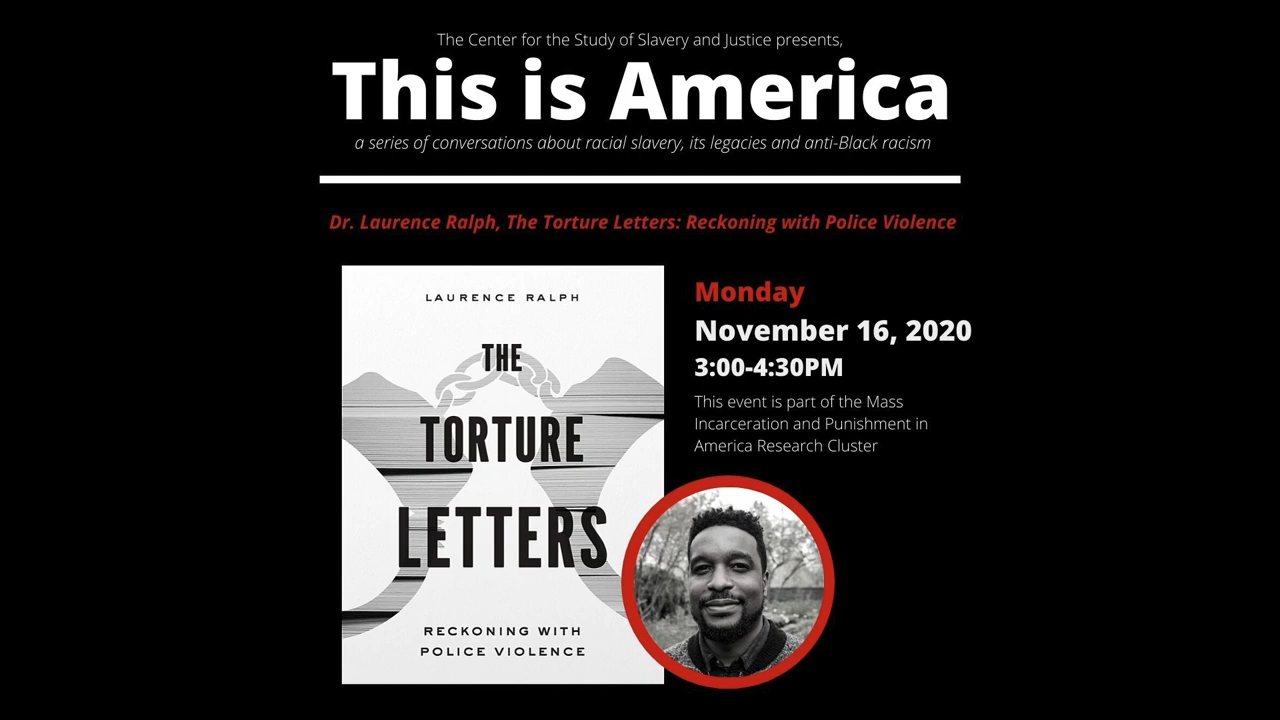 The Center for the Study of Slavery and Justice presents,
This is America
a series of conversations about racial slavery, its legacies and anti-Black racism
Dr. Laurence Ralph, The Torture Letters: Reckoning with Police Violence
LAURENCE RALPH
THE
TORTURE
LETTERS
RECKONING WITH
POLICE VIOLENCE
Monday
November 16, 2020
3:00-4:30PM
This event is part of the Mass
Incarceration and Punishment in
America Research Cluster